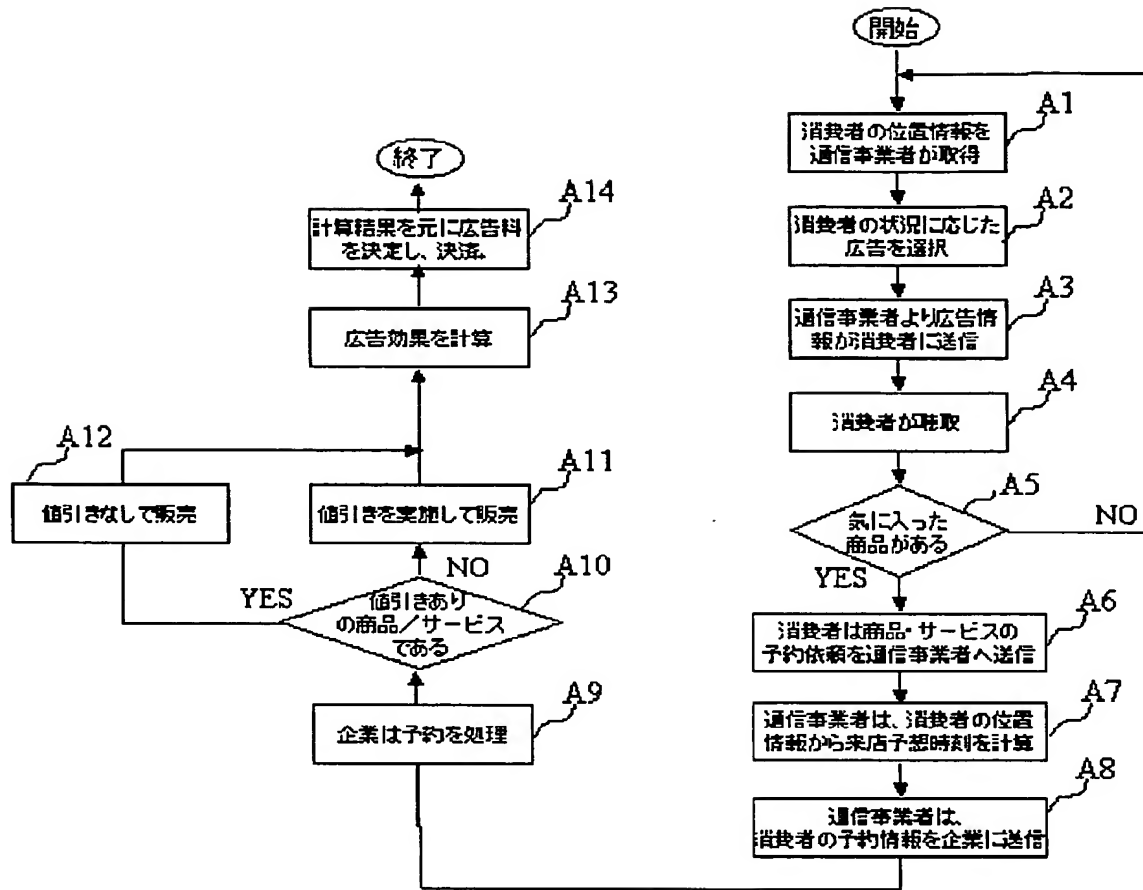 開始
A1
消費者の位置情報を
通信事業者が取得
A2
消費者の状況に応じた
広告を選択
A3
通信事業者より広告情
報が消費者に送信
A4
消費者が聴取
A5
気に入った
商品がある
NO
YES
A6
消費者は商品・サービスの
予約依頼を通信事業者へ送信
A7
通信事業者は、消費者の位置
情報から来店予想時刻を計算
A8
通信事業者は、
消費者の予約情報を企業に送信
A9
企業は予約を処理
A10
値引きあり
の商品／サービス
である
YES
NO
A11
値引きを実施して販売
A12
値引きなしで販売
A13
広告効果を計算
A14
計算結果を元に広告料
を決定し、決済。
終了